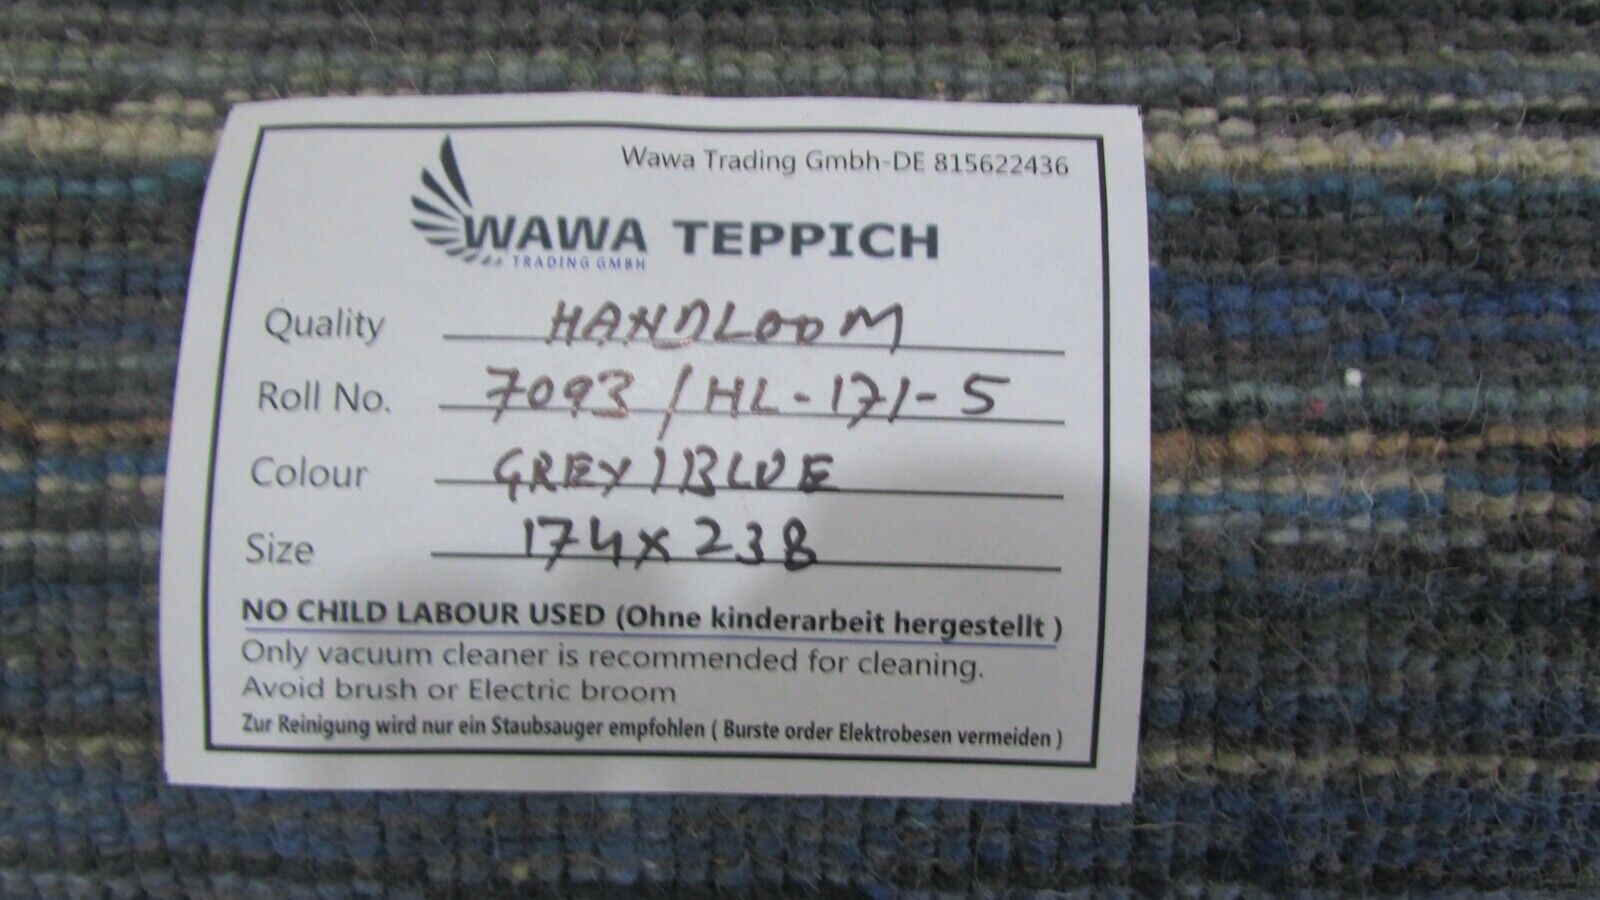 Wawa Trading Gmbh-DE 815622436
WAWA TEPPICH
TRADING GMBH
Quality HANDLOOM
Roll No. 7093 / HL-171-5
Colour GREY/BLUE
Size 174 x 238
NO CHILD LABOUR USED (Ohne kinderarbeit hergestellt )
Only vacuum cleaner is recommended for cleaning.
Avoid brush or Electric broom
Zur Reinigung wird nur ein Staubsauger empfohlen ( Burste order Elektrobesen vermeiden )